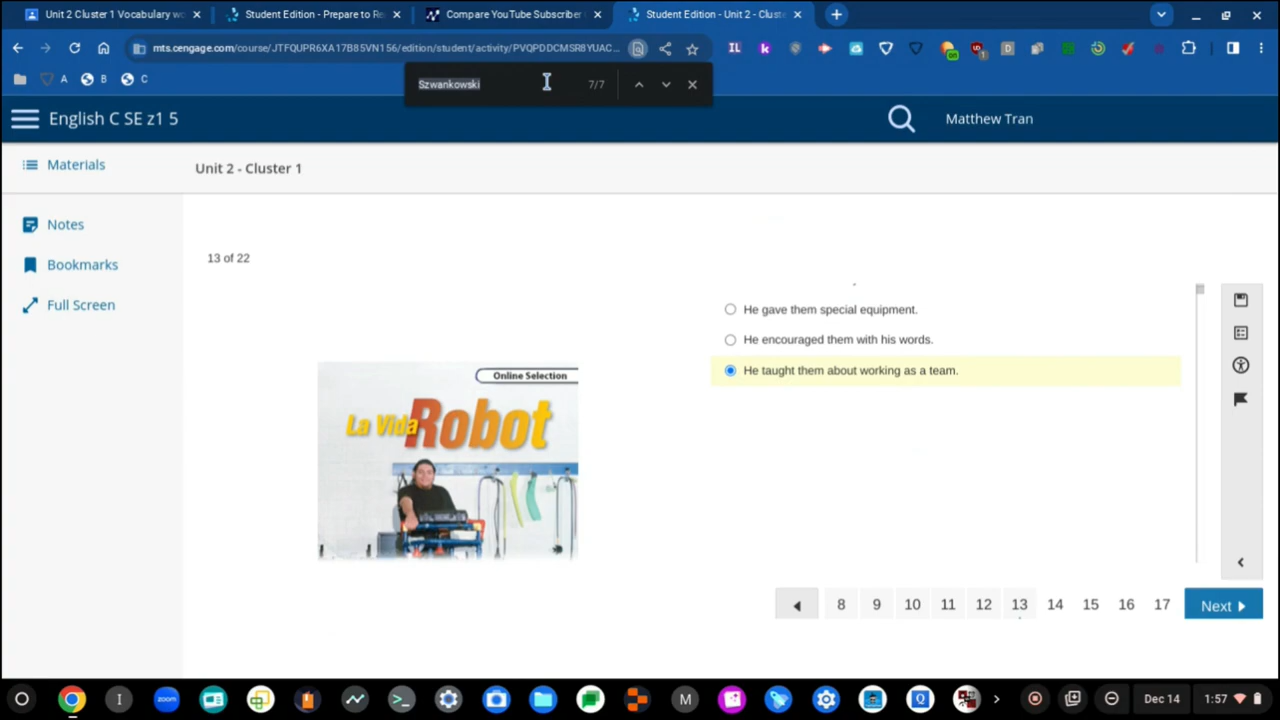 Unit 2 Cluster 1 Vocabulary wo
Student Edition - Prepare to Re
Compare YouTube Subscriber
Student Edition - Unit 2 - Cluste
mts.cengage.com/course/JTFQUPR6XA17B85VN156/edition/student/activity/PVQPDDCMSR8YUAC...
A
B
C
Szwankowski
7/7
English C SE z1 5
Matthew Tran
Materials
Unit 2 - Cluster 1
Notes
Bookmarks
Full Screen
13 of 22
He gave them special equipment.
He encouraged them with his words.
He taught them about working as a team.
Online Selection
La Vida Robot
8 9 10 11 12 13 14 15 16 17 Next
zoom
Dec 14
1:57